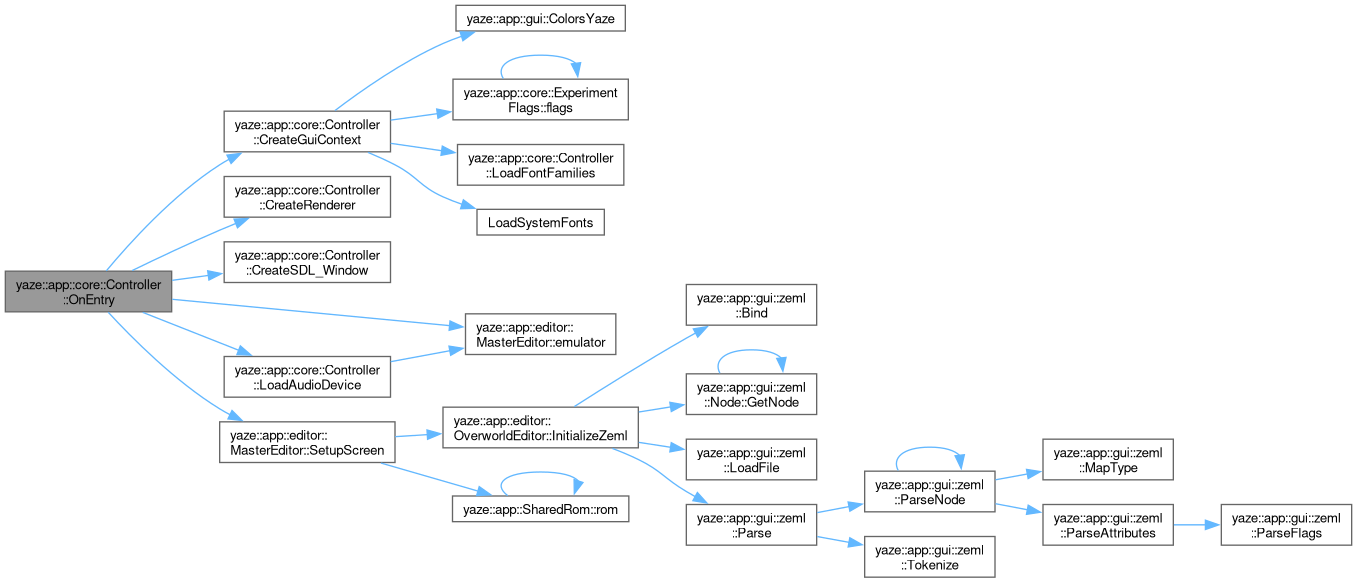 yaze::app::gui::ColorsYaze
yaze::app::core::Experiment
Flags::flags
yaze::app::core::Controller
::CreateGuiContext
yaze::app::core::Controller
::LoadFontFamilies
yaze::app::core::Controller
::CreateRenderer
LoadSystemFonts
yaze::app::core::Controller
::CreateSDL_Window
yaze::app::core::Controller
::OnEntry
yaze::app::gui::zeml
::Bind
yaze::app::editor::
MasterEditor::emulator
yaze::app::core::Controller
::LoadAudioDevice
yaze::app::gui::zeml
::Node::GetNode
yaze::app::editor::
MasterEditor::SetupScreen
yaze::app::editor::
OverworldEditor::InitializeZeml
yaze::app::gui::zeml
::LoadFile
yaze::app::gui::zeml
::MapType
yaze::app::gui::zeml
::ParseNode
yaze::app::SharedRom::rom
yaze::app::gui::zeml
::Parse
yaze::app::gui::zeml
::ParseAttributes
yaze::app::gui::zeml
::ParseFlags
yaze::app::gui::zeml
::Tokenize